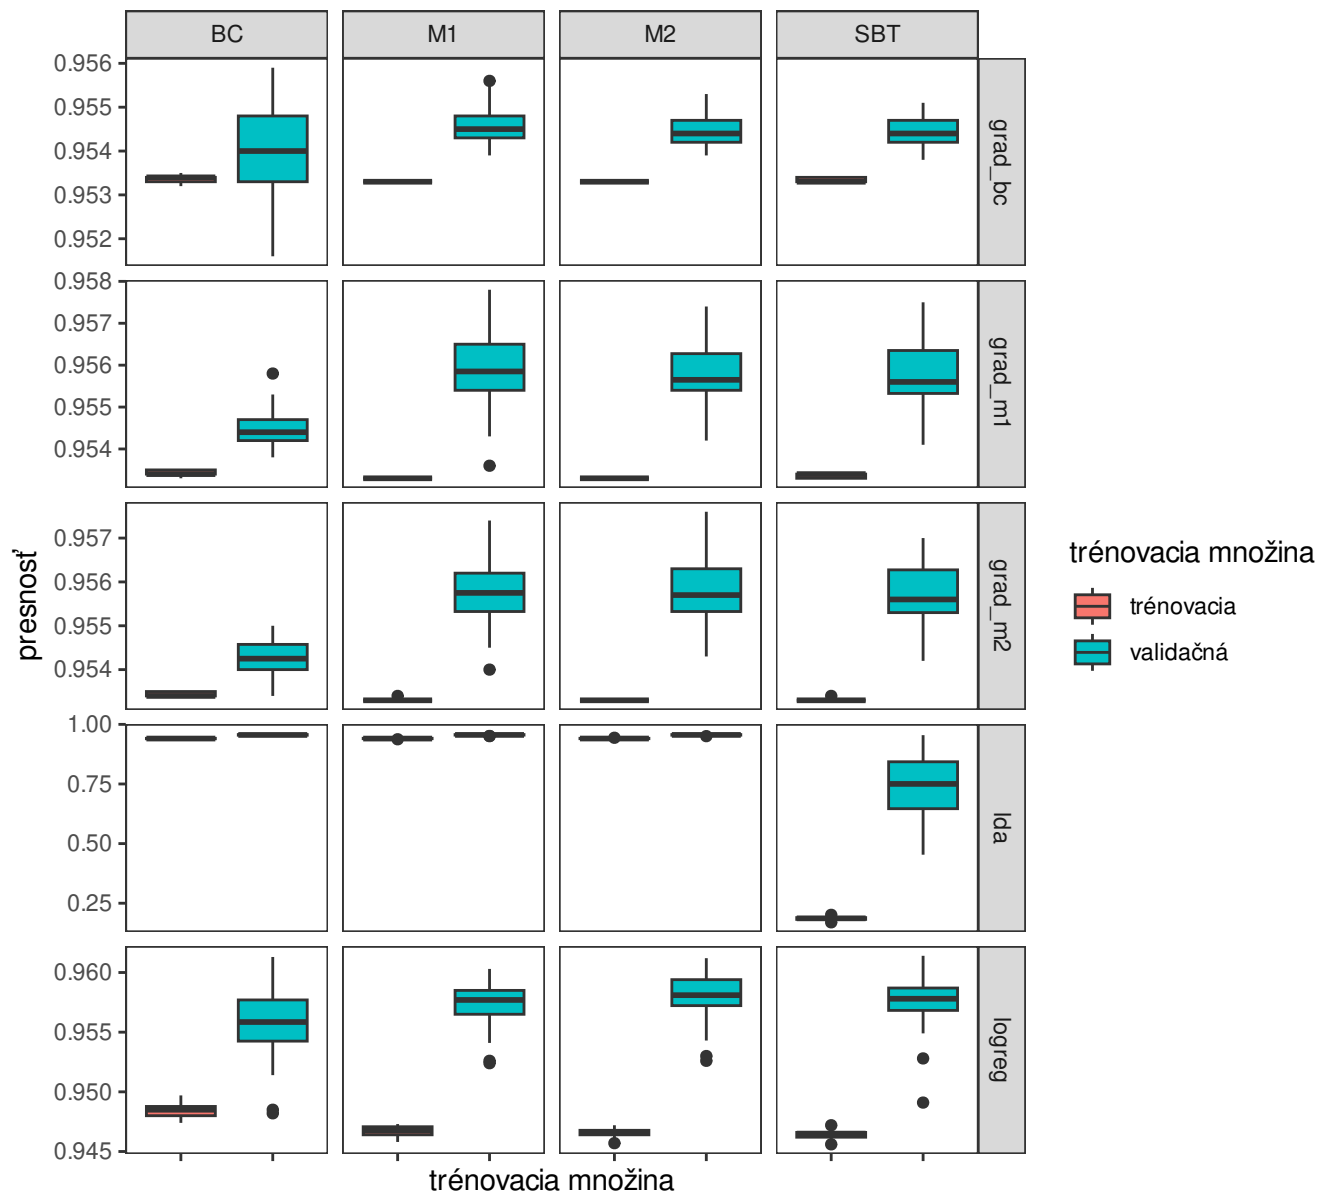 BC M1 M2 SBT
0.956
0.955
0.954
0.953
0.952
grad_bc
0.958
0.957
0.956
0.955
0.954
grad_m1
0.957
0.956
0.955
0.954
grad_m2
1.00
0.75
0.50
0.25
lda
0.960
0.955
0.950
0.945
logreg
presnosť
trénovacia množina
trénovacia množina
trénovacia
validačná